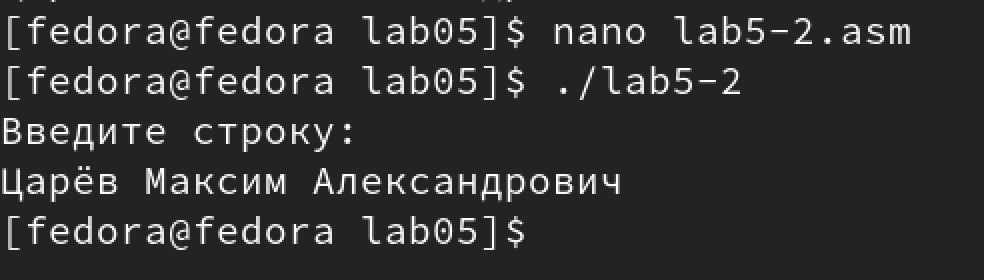 [fedora@fedora lab05]$ nano lab5-2.asm
[fedora@fedora lab05]$ ./lab5-2
Введите строку:
Царёв Максим Александрович
[fedora@fedora lab05]$